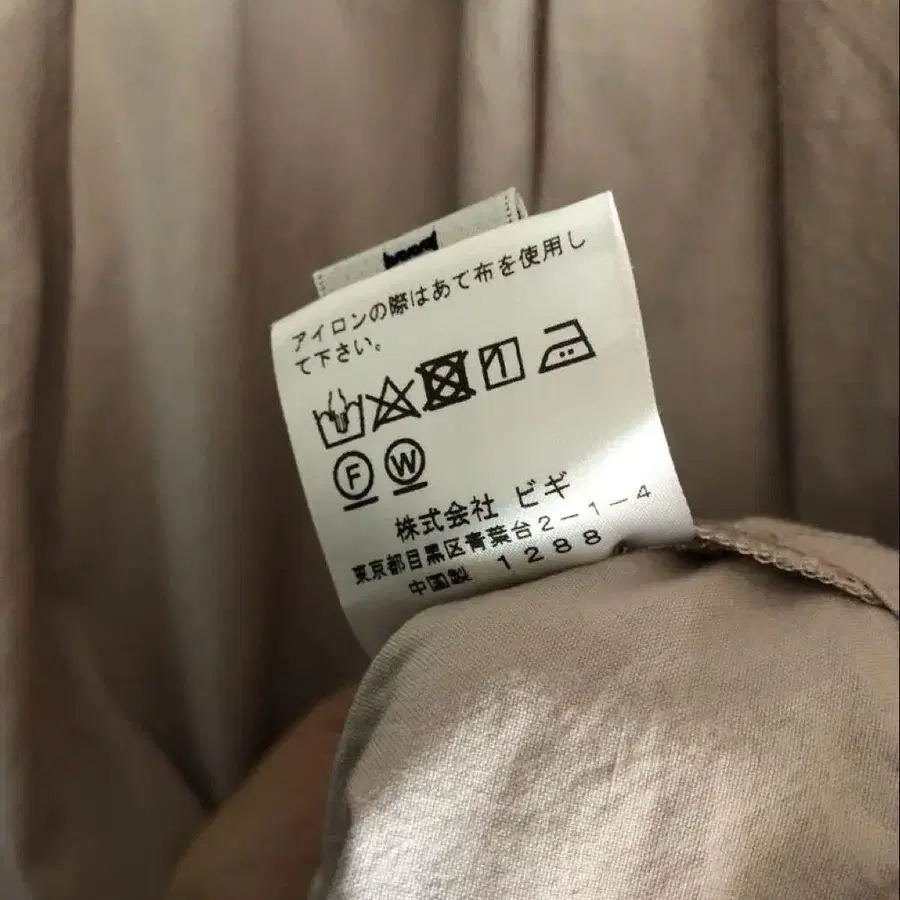 アイロンの際はあて布を使用し
て下さい。
F W
株式会社 ビギ
東京都目黒区青葉台2-1-4
中国製 1288